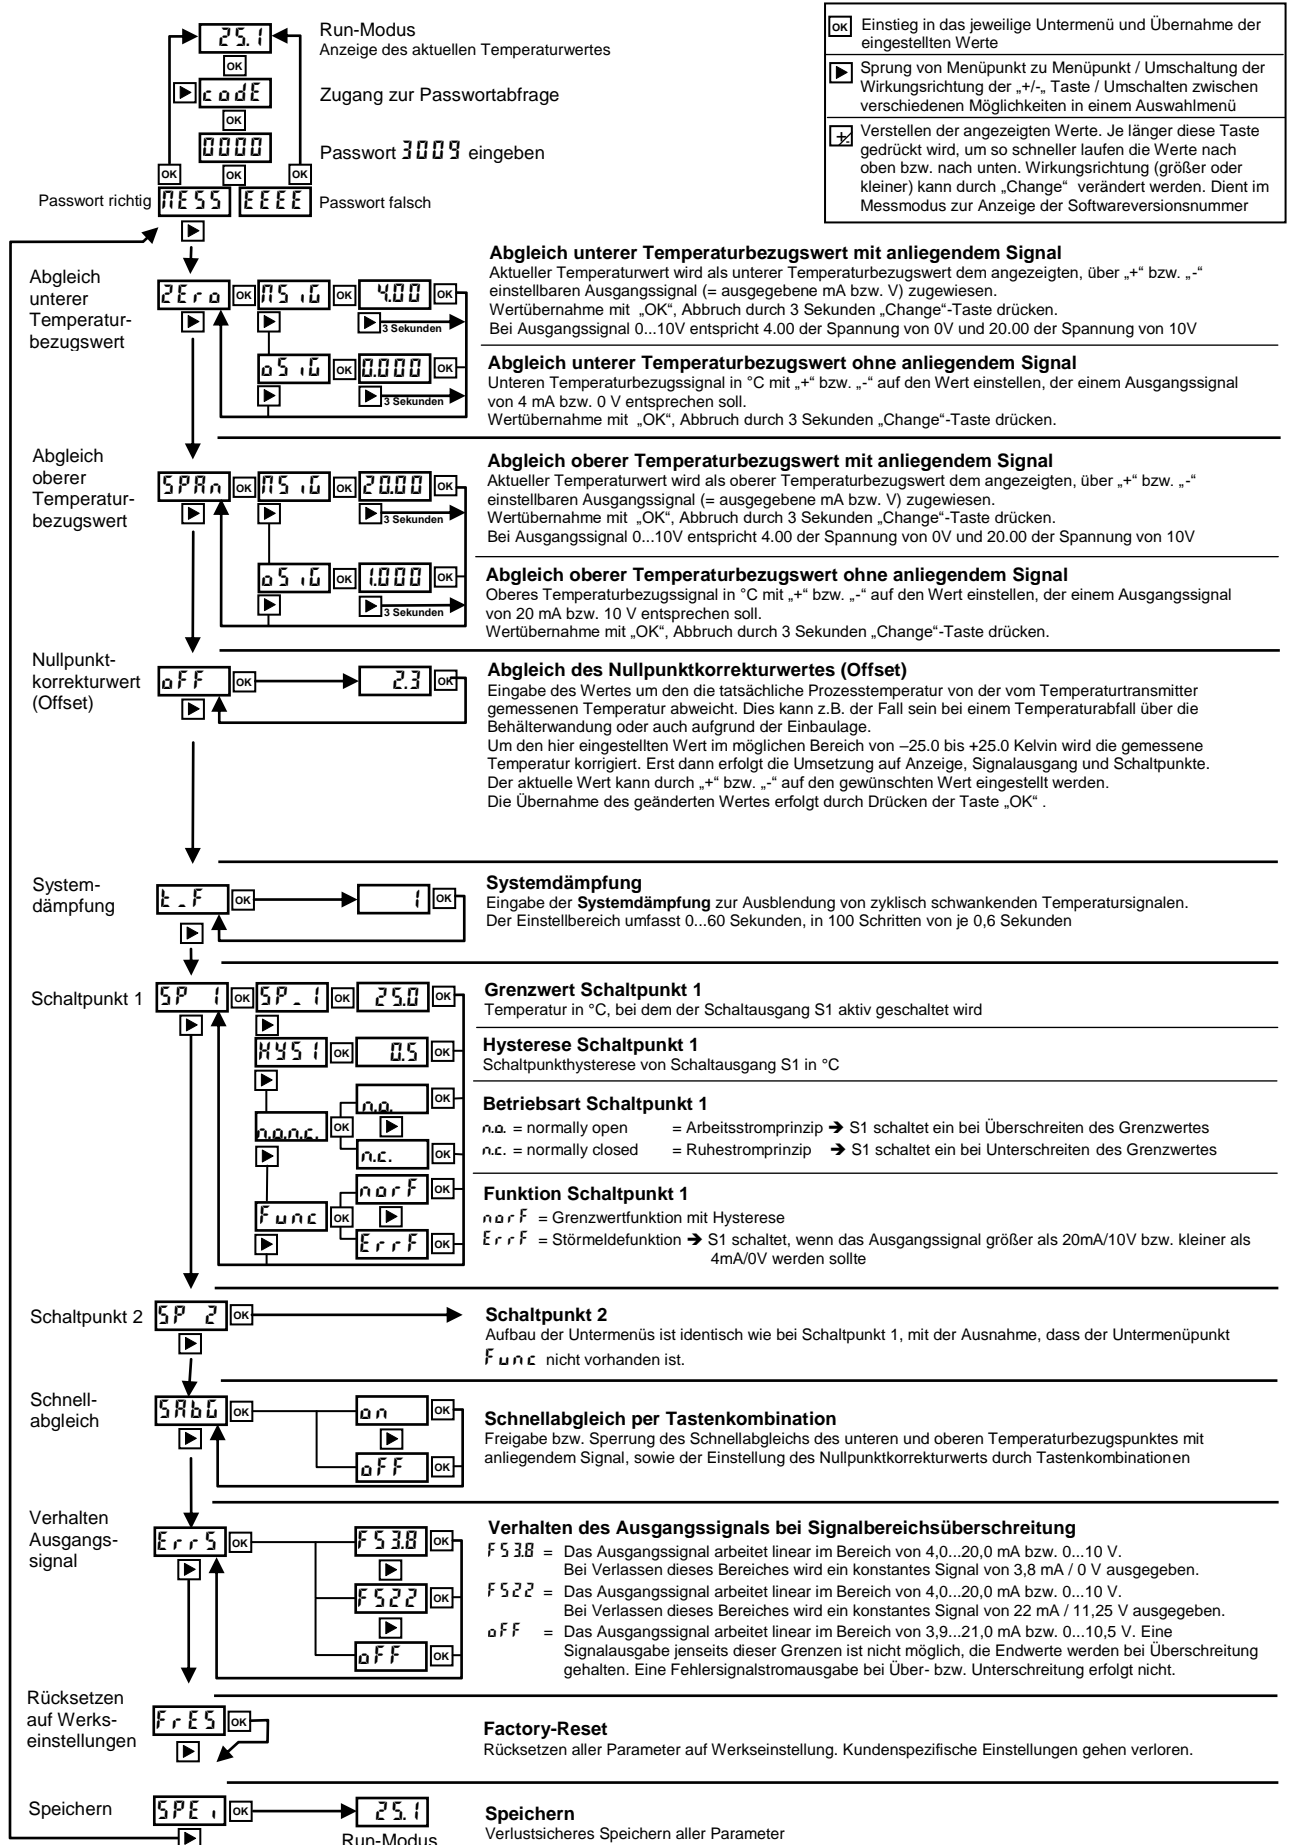 25.1
Run-Modus
Anzeige des aktuellen Temperaturwertes
OK
codE
Zugang zur Passwortabfrage
OK
0000
Passwort 3009 eingeben
OK OK OK
Passwort richtig
MESS EEEE
Passwort falsch
OK Einstieg in das jeweilige Untermenü und Übernahme der
eingestellten Werte
Sprung von Menüpunkt zu Menüpunkt / Umschaltung der
Wirkungsrichtung der „+/-„ Taste / Umschalten zwischen
verschiedenen Möglichkeiten in einem Auswahlmenü
+/- Verstellen der angezeigten Werte. Je länger diese Taste
gedrückt wird, um so schneller laufen die Werte nach
oben bzw. nach unten. Wirkungsrichtung (größer oder
kleiner) kann durch „Change“ verändert werden. Dient im
Messmodus zur Anzeige der Softwareversionsnummer
Abgleich
unterer
Temperatur-
bezugswert
ZEro OK MSiG OK 4.00 OK
3 Sekunden
oSiG OK 0.000 OK
3 Sekunden
Abgleich unterer Temperaturbezugswert mit anliegendem Signal
Aktueller Temperaturwert wird als unterer Temperaturbezugswert dem angezeigten, über „+“ bzw. „-“
einstellbaren Ausgangssignal (= ausgegebene mA bzw. V) zugewiesen.
Wertübernahme mit „OK“, Abbruch durch 3 Sekunden „Change“-Taste drücken.
Bei Ausgangssignal 0...10V entspricht 4.00 der Spannung von 0V und 20.00 der Spannung von 10V
Abgleich unterer Temperaturbezugswert ohne anliegendem Signal
Unteren Temperaturbezugssignal in °C mit „+“ bzw. „-“ auf den Wert einstellen, der einem Ausgangssignal
von 4 mA bzw. 0 V entsprechen soll.
Wertübernahme mit „OK“, Abbruch durch 3 Sekunden „Change“-Taste drücken.
Abgleich
oberer
Temperatur-
bezugswert
SPAn OK MSiG OK 20.00 OK
3 Sekunden
oSiG OK 1.000 OK
3 Sekunden
Abgleich oberer Temperaturbezugswert mit anliegendem Signal
Aktueller Temperaturwert wird als oberer Temperaturbezugswert dem angezeigten, über „+“ bzw. „-“
einstellbaren Ausgangssignal (= ausgegebene mA bzw. V) zugewiesen.
Wertübernahme mit „OK“, Abbruch durch 3 Sekunden „Change“-Taste drücken.
Bei Ausgangssignal 0...10V entspricht 4.00 der Spannung von 0V und 20.00 der Spannung von 10V
Abgleich oberer Temperaturbezugswert ohne anliegendem Signal
Oberes Temperaturbezugssignal in °C mit „+“ bzw. „-“ auf den Wert einstellen, der einem Ausgangssignal
von 20 mA bzw. 10 V entsprechen soll.
Wertübernahme mit „OK“, Abbruch durch 3 Sekunden „Change“-Taste drücken.
Nullpunkt-
korrekturwert
(Offset)
oFF OK 2.3 OK
Abgleich des Nullpunktkorrekturwertes (Offset)
Eingabe des Wertes um den die tatsächliche Prozesstemperatur von der vom Temperaturtransmitter
gemessenen Temperatur abweicht. Dies kann z.B. der Fall sein bei einem Temperaturabfall über die
Behälterwandung oder auch aufgrund der Einbaulage.
Um den hier eingestellten Wert im möglichen Bereich von –25.0 bis +25.0 Kelvin wird die gemessene
Temperatur korrigiert. Erst dann erfolgt die Umsetzung auf Anzeige, Signalausgang und Schaltpunkte.
Der aktuelle Wert kann durch „+“ bzw. „-“ auf den gewünschten Wert eingestellt werden.
Die Übernahme des geänderten Wertes erfolgt durch Drücken der Taste „OK“ .
System-
dämpfung
t_F OK 1 OK
Systemdämpfung
Eingabe der Systemdämpfung zur Ausblendung von zyklisch schwankenden Temperatursignalen.
Der Einstellbereich umfasst 0...60 Sekunden, in 100 Schritten von je 0,6 Sekunden
Schaltpunkt 1
SP 1 OK SP_1 OK 25.0 OK
HYS1 OK 0.5 OK
n.o.n.c. OK n.o. OK
n.c. OK
Func OK norF OK
ErrF OK
Grenzwert Schaltpunkt 1
Temperatur in °C, bei dem der Schaltausgang S1 aktiv geschaltet wird
Hysterese Schaltpunkt 1
Schaltpunkthysterese von Schaltausgang S1 in °C
Betriebsart Schaltpunkt 1
n.o. = normally open = Arbeitsstromprinzip ➔ S1 schaltet ein bei Überschreiten des Grenzwertes
n.c. = normally closed = Ruhestromprinzip ➔ S1 schaltet ein bei Unterschreiten des Grenzwertes
Funktion Schaltpunkt 1
norF = Grenzwertfunktion mit Hysterese
ErrF = Störmeldefunktion ➔ S1 schaltet, wenn das Ausgangssignal größer als 20mA/10V bzw. kleiner als
4mA/0V werden sollte
Schaltpunkt 2
SP 2 OK
Schaltpunkt 2
Aufbau der Untermenüs ist identisch wie bei Schaltpunkt 1, mit der Ausnahme, dass der Untermenüpunkt
Func nicht vorhanden ist.
Schnell-
abgleich
SAbG OK on OK
oFF OK
Schnellabgleich per Tastenkombination
Freigabe bzw. Sperrung des Schnellabgleichs des unteren und oberen Temperaturbezugspunktes mit
anliegendem Signal, sowie der Einstellung des Nullpunktkorrekturwerts durch Tastenkombinationen
Verhalten
Ausgangs-
signal
ErrS OK FS3.8 OK
FS22 OK
oFF OK
Verhalten des Ausgangssignals bei Signalbereichsüberschreitung
FS3.8 = Das Ausgangssignal arbeitet linear im Bereich von 4,0...20,0 mA bzw. 0...10 V.
Bei Verlassen dieses Bereiches wird ein konstantes Signal von 3,8 mA / 0 V ausgegeben.
FS22 = Das Ausgangssignal arbeitet linear im Bereich von 4,0...20,0 mA bzw. 0...10 V.
Bei Verlassen dieses Bereiches wird ein konstantes Signal von 22 mA / 11,25 V ausgegeben.
oFF = Das Ausgangssignal arbeitet linear im Bereich von 3,9...21,0 mA bzw. 0...10,5 V. Eine
Signalausgabe jenseits dieser Grenzen ist nicht möglich, die Endwerte werden bei Überschreitung
gehalten. Eine Fehlersignalstromausgabe bei Über- bzw. Unterschreitung erfolgt nicht.
Rücksetzen
auf Werks-
einstellungen
FrES OK
Factory-Reset
Rücksetzen aller Parameter auf Werkseinstellung. Kundenspezifische Einstellungen gehen verloren.
Speichern
SPEi OK 25.1
Run-Modus
Speichern
Verlustsicheres Speichern aller Parameter